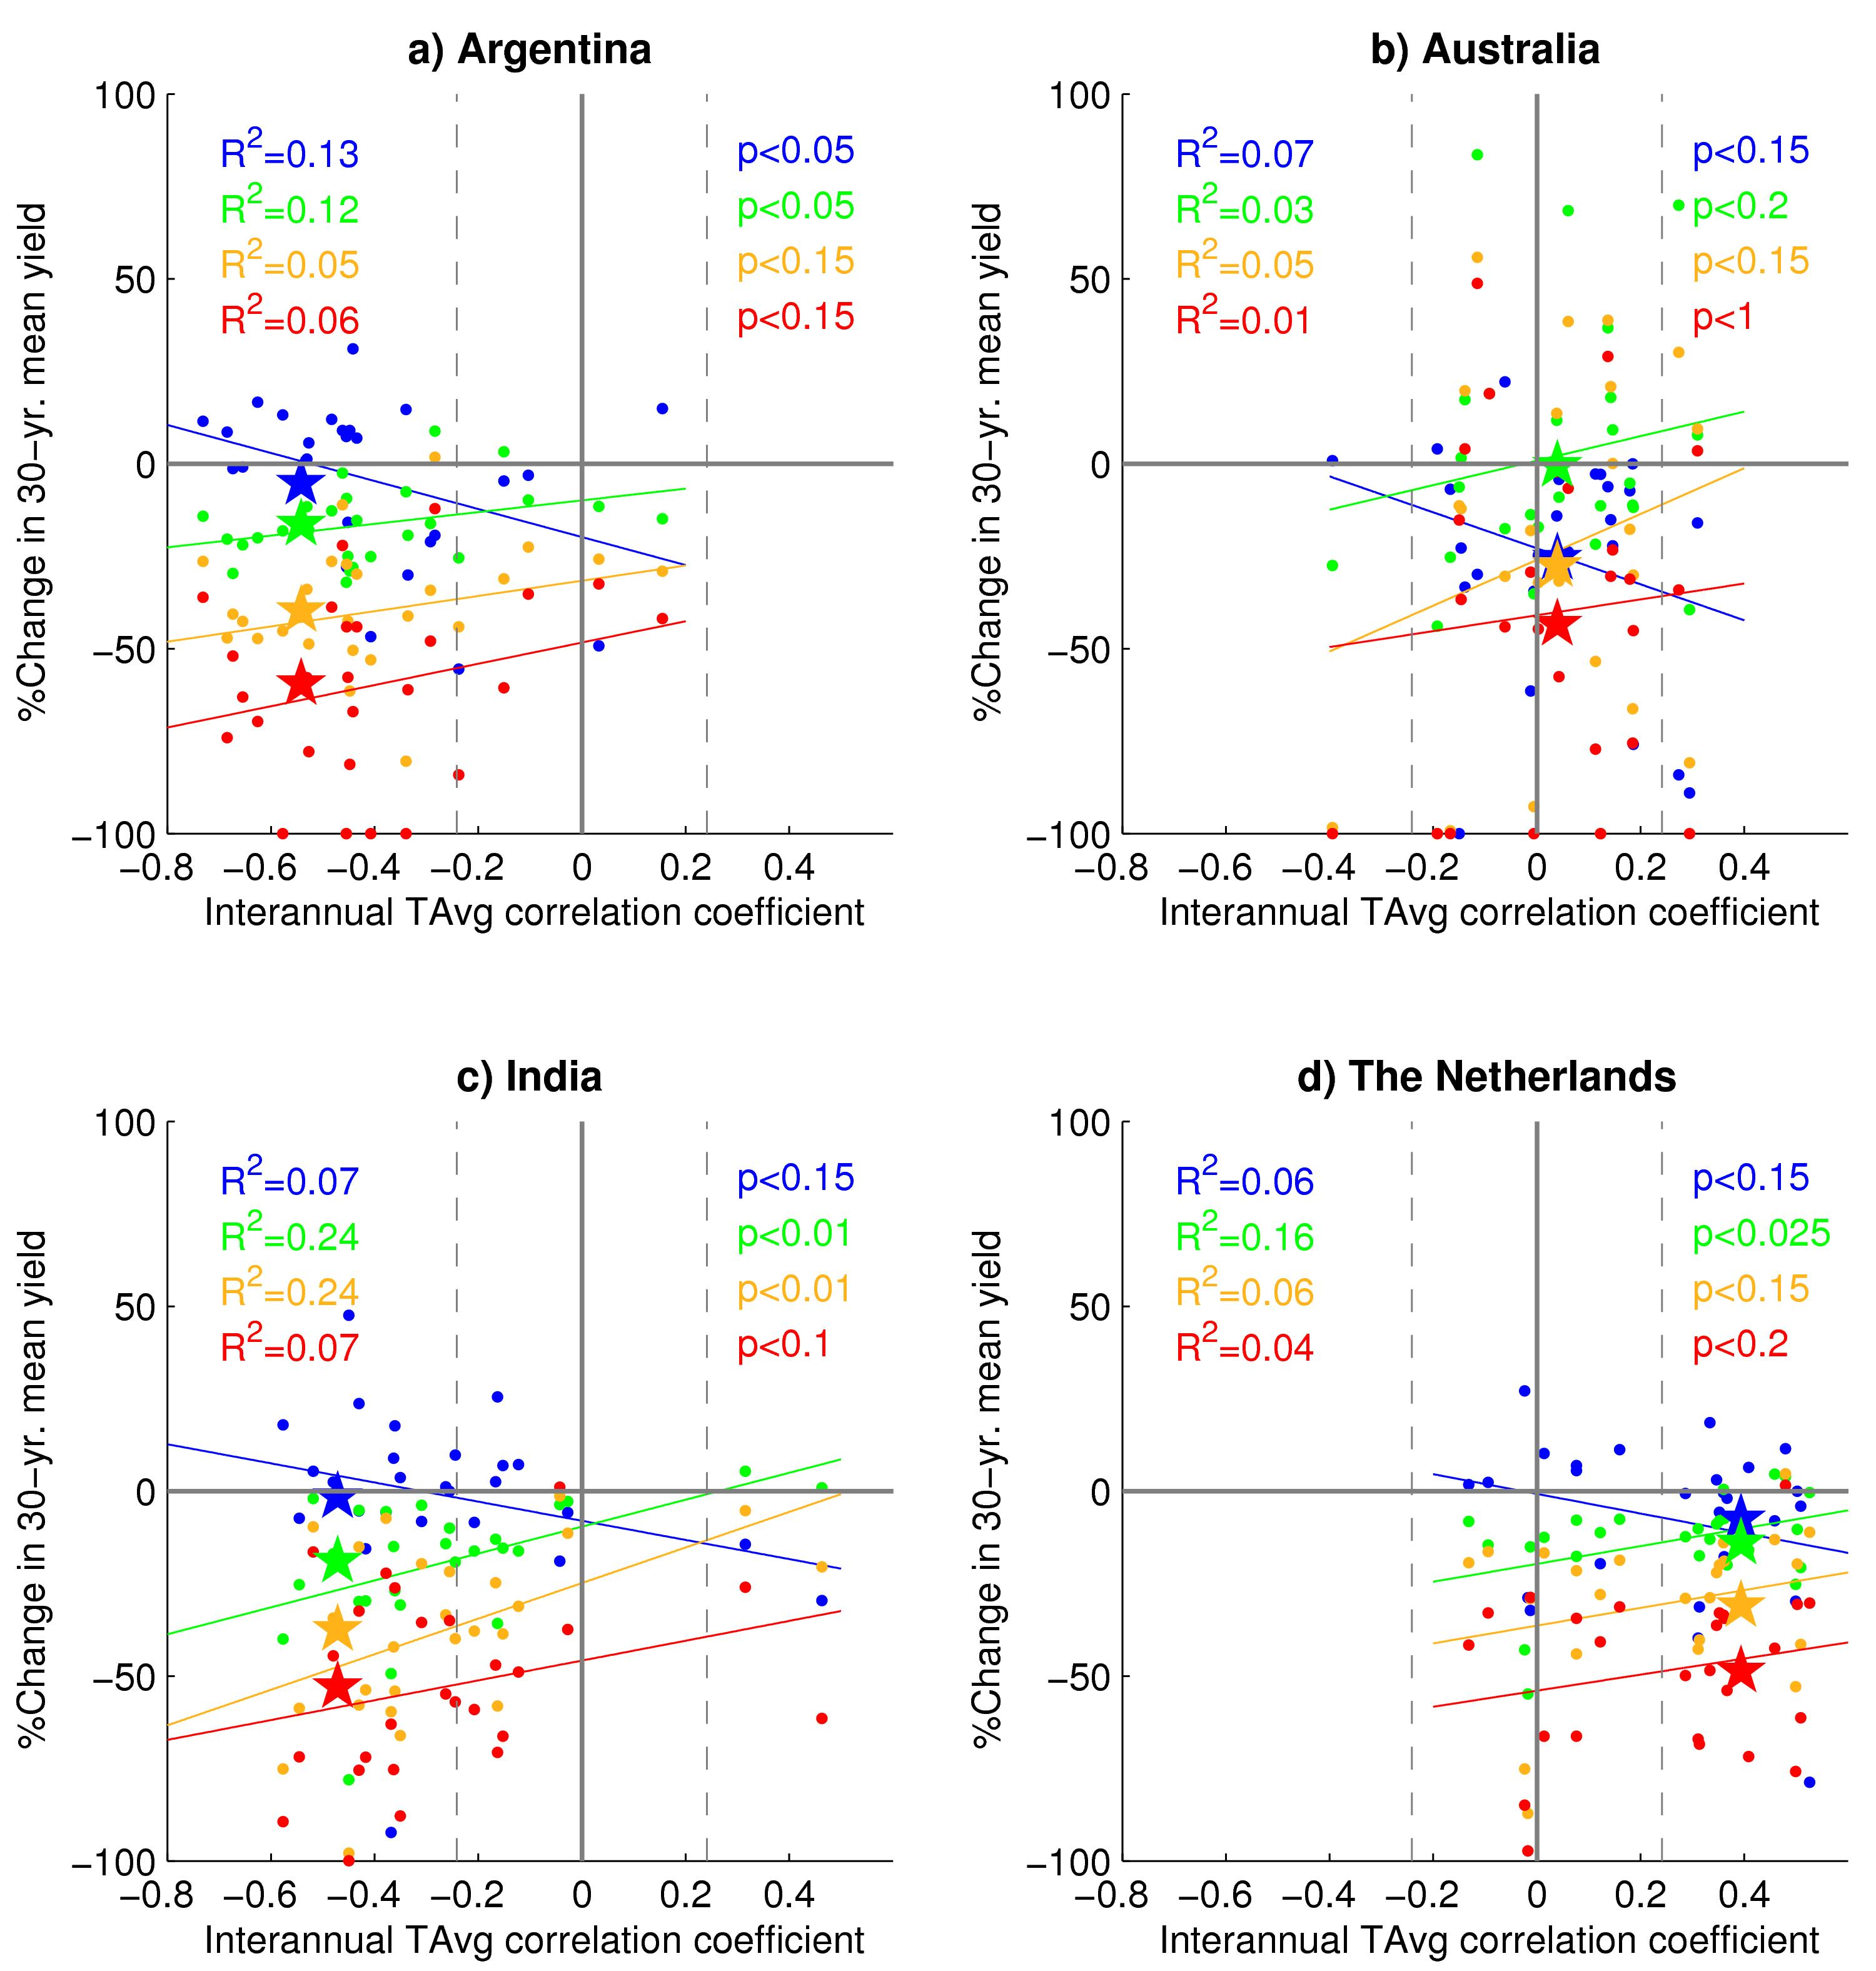 a) Argentina
%Change in 30−yr. mean yield
100
50
0
−50
−100
R²=0.13
R²=0.12
R²=0.05
R²=0.06
p<0.05
p<0.05
p<0.15
p<0.15
−0.8 −0.6 −0.4 −0.2 0 0.2 0.4
Interannual TAvg correlation coefficient
b) Australia
%Change in 30−yr. mean yield
100
50
0
−50
−100
R²=0.07
R²=0.03
R²=0.05
R²=0.01
p<0.15
p<0.2
p<0.15
p<1
−0.8 −0.6 −0.4 −0.2 0 0.2 0.4
Interannual TAvg correlation coefficient
c) India
%Change in 30−yr. mean yield
100
50
0
−50
−100
R²=0.07
R²=0.24
R²=0.24
R²=0.07
p<0.15
p<0.01
p<0.01
p<0.1
−0.8 −0.6 −0.4 −0.2 0 0.2 0.4
Interannual TAvg correlation coefficient
d) The Netherlands
%Change in 30−yr. mean yield
100
50
0
−50
−100
R²=0.06
R²=0.16
R²=0.06
R²=0.04
p<0.15
p<0.025
p<0.15
p<0.2
−0.8 −0.6 −0.4 −0.2 0 0.2 0.4
Interannual TAvg correlation coefficient